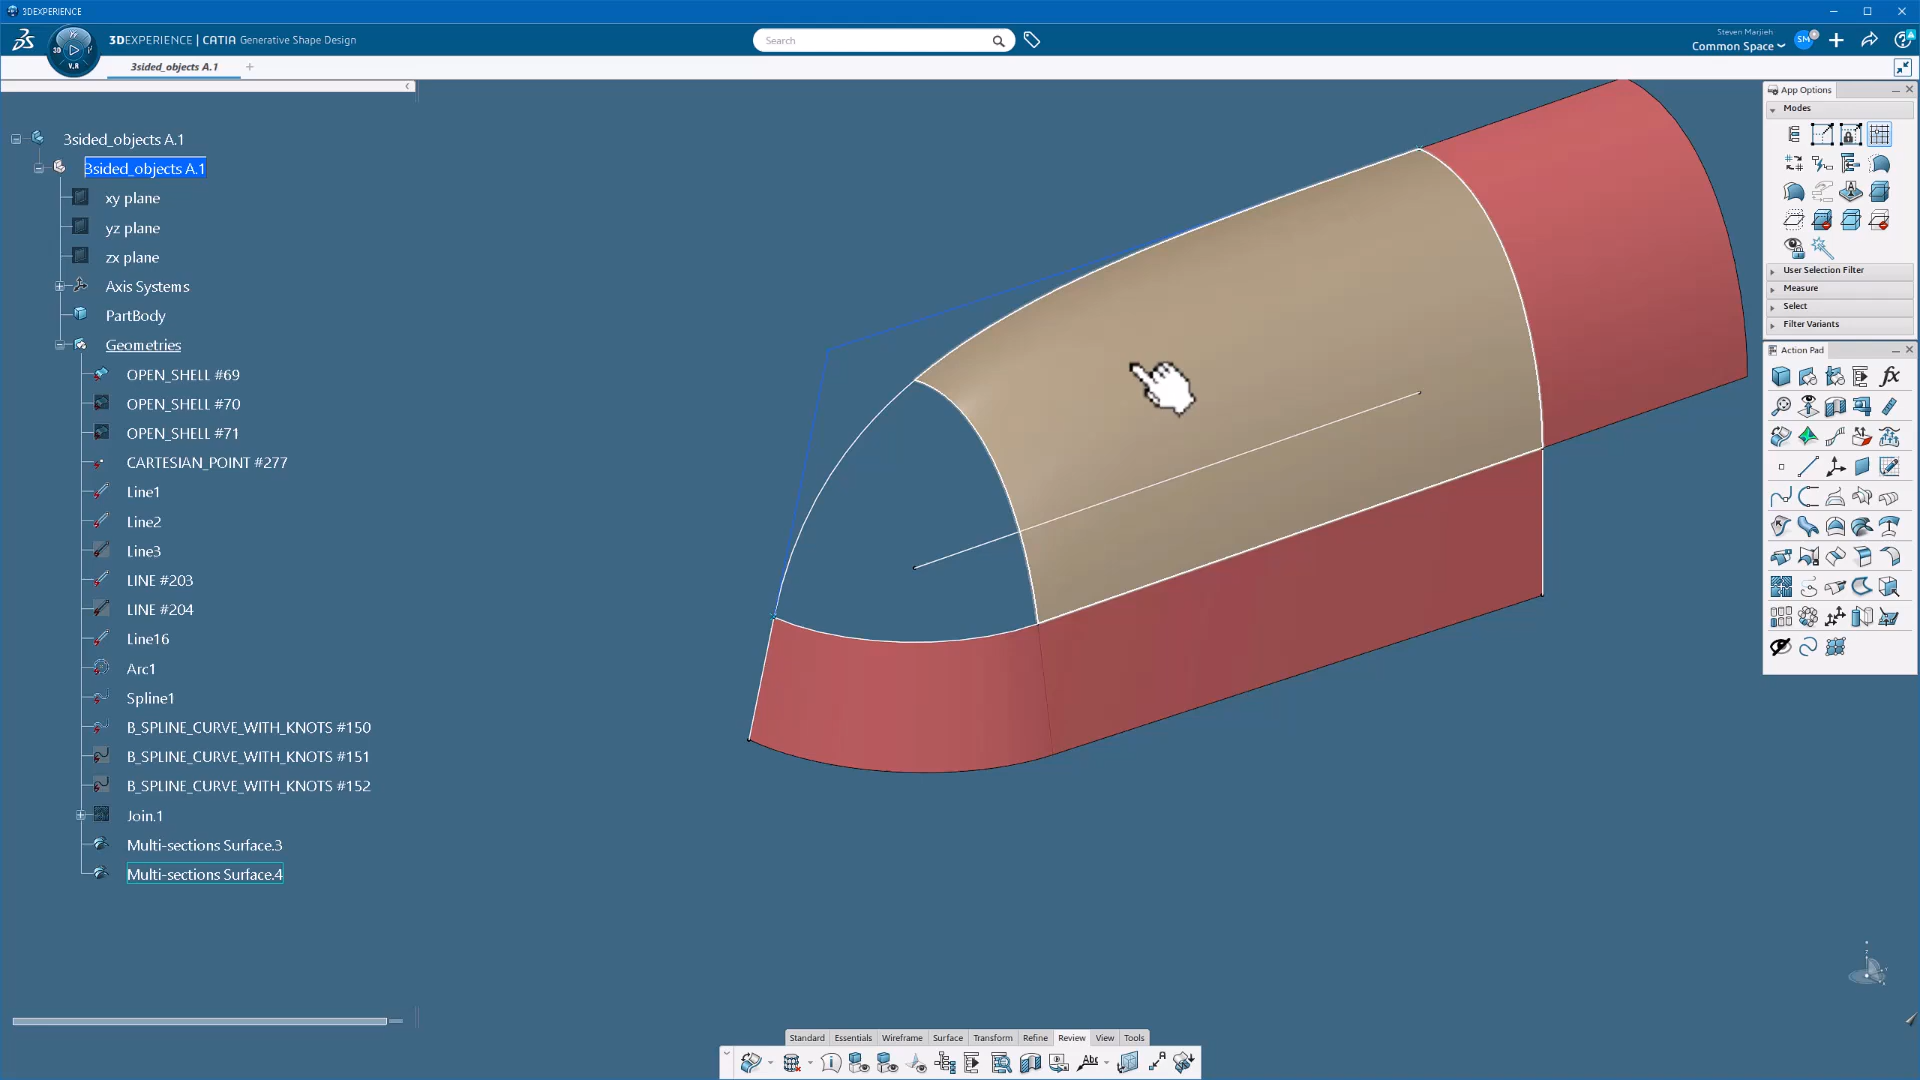 3DEXPERIENCE
3DEXPERIENCE | CATIA Generative Shape Design
Search
Steven Marjieh
Common Space
SM
3D
V.R
3sided_objects A.1
App Options
Modes
User Selection Filter
Measure
Select
Filter Variants
Action Pad
3sided_objects A.1
3sided_objects A.1
xy plane
yz plane
zx plane
Axis Systems
PartBody
Geometries
OPEN_SHELL #69
OPEN_SHELL #70
OPEN_SHELL #71
CARTESIAN_POINT #277
Line1
Line2
Line3
LINE #203
LINE #204
Line16
Arc1
Spline1
B_SPLINE_CURVE_WITH_KNOTS #150
B_SPLINE_CURVE_WITH_KNOTS #151
B_SPLINE_CURVE_WITH_KNOTS #152
Join.1
Multi-sections Surface.3
Multi-sections Surface.4
Standard Essentials Wireframe Surface Transform Refine Review View Tools